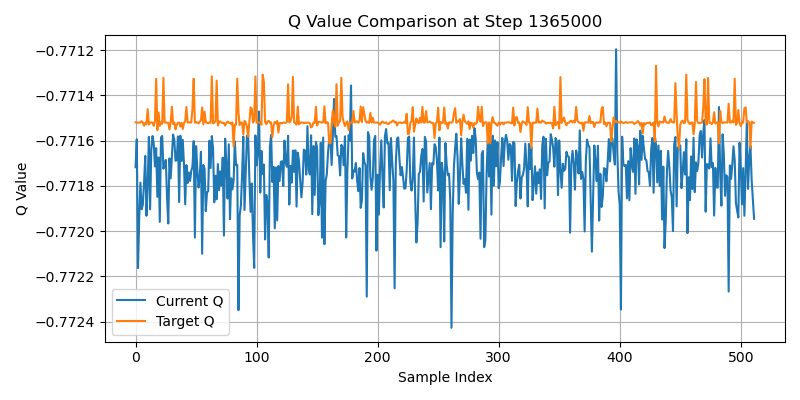 Q Value Comparison at Step 1365000
−0.7712
−0.7714
−0.7716
−0.7718
−0.7720
−0.7722
−0.7724
Q Value
Current Q
Target Q
0 100 200 300 400 500
Sample Index